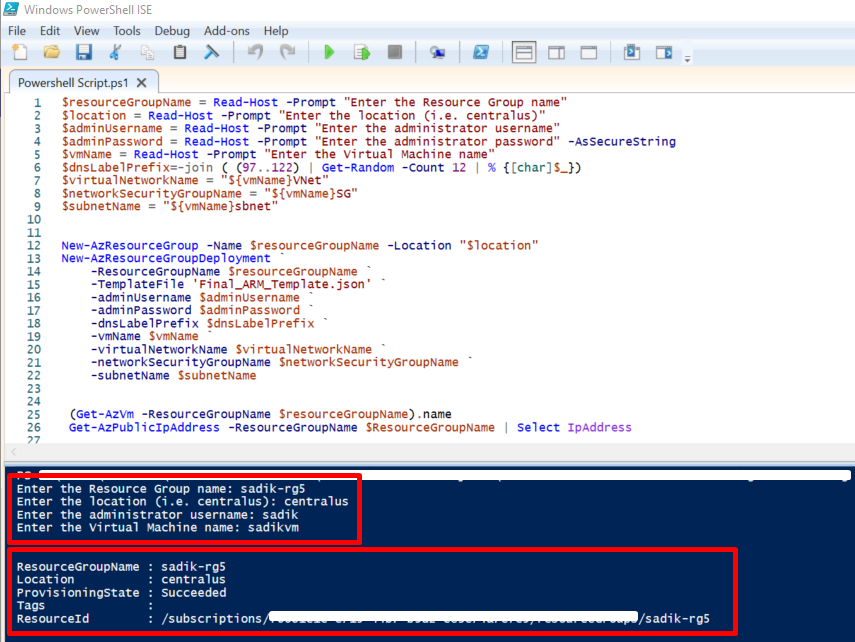 Windows PowerShell ISE
File Edit View Tools Debug Add-ons Help
Powershell Script.ps1
1 $resourceGroupName = Read-Host -Prompt "Enter the Resource Group name"
2 $location = Read-Host -Prompt "Enter the location (i.e. centralus)"
3 $adminUsername = Read-Host -Prompt "Enter the administrator username"
4 $adminPassword = Read-Host -Prompt "Enter the administrator password" -AsSecureString
5 $vmName = Read-Host -Prompt "Enter the Virtual Machine name"
6 $dnsLabelPrefix=-join ( (97..122) | Get-Random -Count 12 | % {[char]$_})
7 $virtualNetworkName = "${vmName}VNet"
8 $networkSecurityGroupName = "${vmName}SG"
9 $subnetName = "${vmName}sbnet"
10
11
12 New-AzResourceGroup -Name $resourceGroupName -Location "$location"
13 New-AzResourceGroupDeployment `
14 -ResourceGroupName $resourceGroupName `
15 -TemplateFile 'Final_ARM_Template.json' `
16 -adminUsername $adminUsername `
17 -adminPassword $adminPassword `
18 -dnsLabelPrefix $dnsLabelPrefix `
19 -vmName $vmName `
20 -virtualNetworkName $virtualNetworkName `
21 -networkSecurityGroupName $networkSecurityGroupName `
22 -subnetName $subnetName
23
24
25 (Get-AzVm -ResourceGroupName $resourceGroupName).name
26 Get-AzPublicIpAddress -ResourceGroupName $ResourceGroupName | Select IpAddress
27
Enter the Resource Group name: sadik-rg5
Enter the location (i.e. centralus): centralus
Enter the administrator username: sadik
Enter the Virtual Machine name: sadikvm
ResourceGroupName : sadik-rg5
Location : centralus
ProvisioningState : Succeeded
Tags :
ResourceId : /subscriptions/ /sadik-rg5